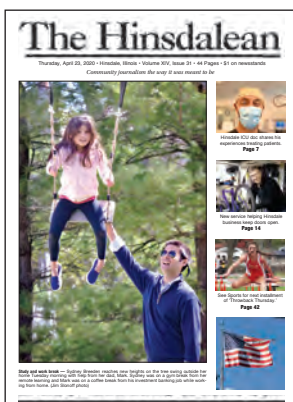 The Hinsdalean
Thursday, April 23, 2020 • Hinsdale, Illinois • Volume XIV, Issue 31 • 44 Pages • $1 on newsstands
Community journalism the way it was meant to be
Hinsdale ICU doc shares his
experiences treating patients.
Page 7
New service helping Hinsdale
business keep doors open.
Page 14
See Sports for next installment
of "Throwback Thursday."
Page 42
Study and work break — Sydney Breeden reaches new heights on the tree swing outside her
home Tuesday morning with help from her dad, Mark. Sydney was on a gym break from her
remote learning and Mark was on a coffee break from his investment banking job while work-
ing from home. (Jim Slonoff photo)